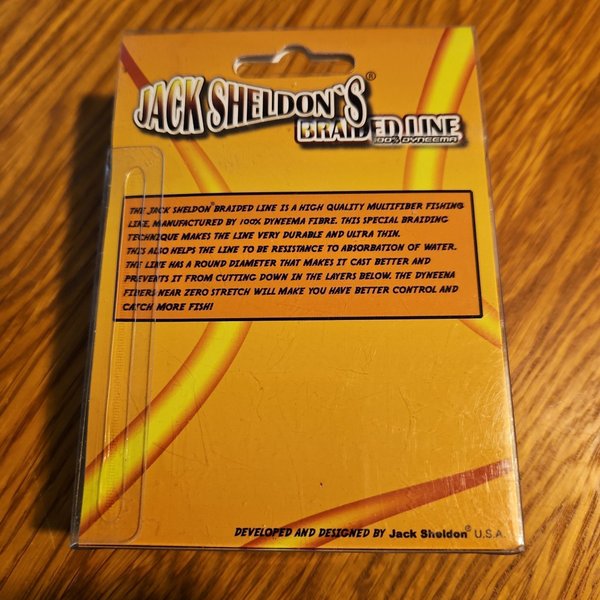 JACK SHELDON`S®
BRAIDED LINE
100% DYNEEMA
THE JACK SHELDON® BRAIDED LINE IS A HIGH QUALITY MULTIFIBER FISHING
LINE, MANUFACTURED BY 100% DYNEEMA FIBRE. THIS SPECIAL BRAIDING
TECHNIQUE MAKES THE LINE VERY DURABLE AND ULTRA THIN.
THIS ALSO HELPS THE LINE TO BE RESISTANCE TO ABSORBATION OF WATER.
THE LINE HAS A ROUND DIAMETER THAT MAKES IT CAST BETTER AND
PREVENTS IT FROM CUTTING DOWN IN THE LAYERS BELOW. THE DYNEENA
FIBERS NEAR ZERO STRETCH WILL MAKE YOU HAVE BETTER CONTROL AND
CATCH MORE FISH!
DEVELOPED AND DESIGNED BY Jack Sheldon® U.S.A.